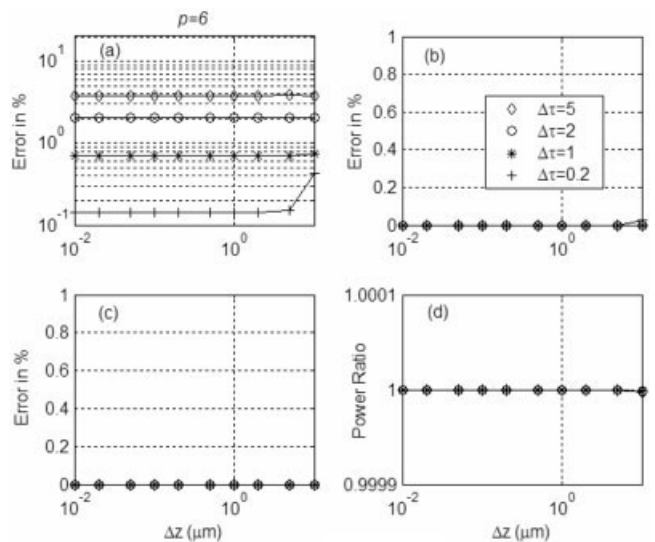 p=6
(a)
10^1
10^0
10^-1
Error in %
10^-2
10^0
(b)
1
0.8
0.6
0.4
0.2
0
Error in %
Δτ=5
Δτ=2
Δτ=1
Δτ=0.2
10^-2
10^0
(c)
1
0.8
0.6
0.4
0.2
0
Error in %
10^-2
10^0
Δz (μm)
(d)
1.0001
1
0.9999
Power Ratio
10^-2
10^0
Δz (μm)